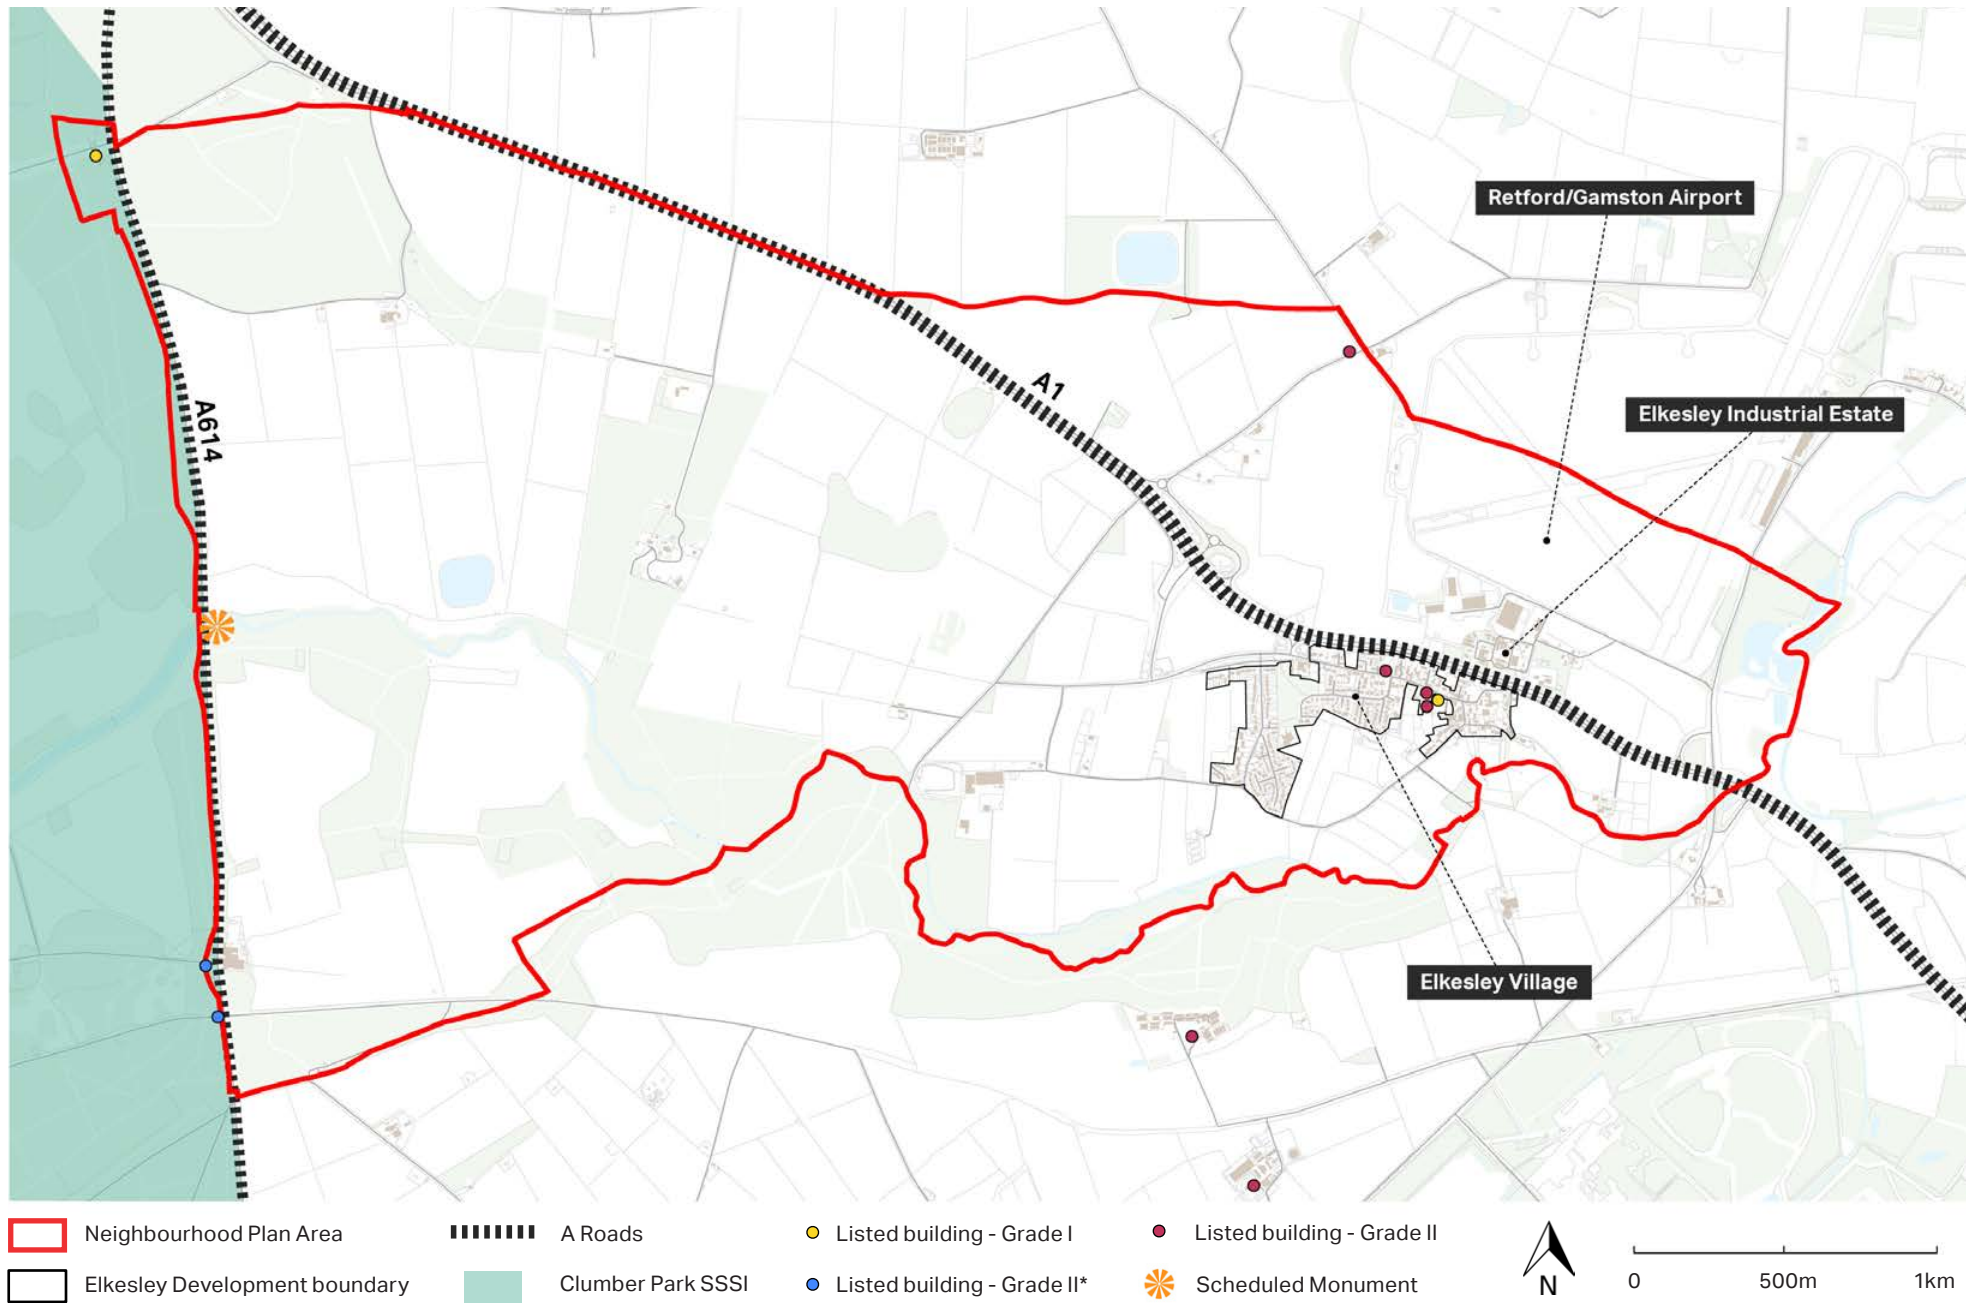 Retford/Gamston Airport
Elkesley Industrial Estate
A1
A614
Elkesley Village
Neighbourhood Plan Area
A Roads
Listed building - Grade I
Listed building - Grade II
Elkesley Development boundary
Clumber Park SSSI
Listed building - Grade II*
Scheduled Monument
N
0 500m 1km